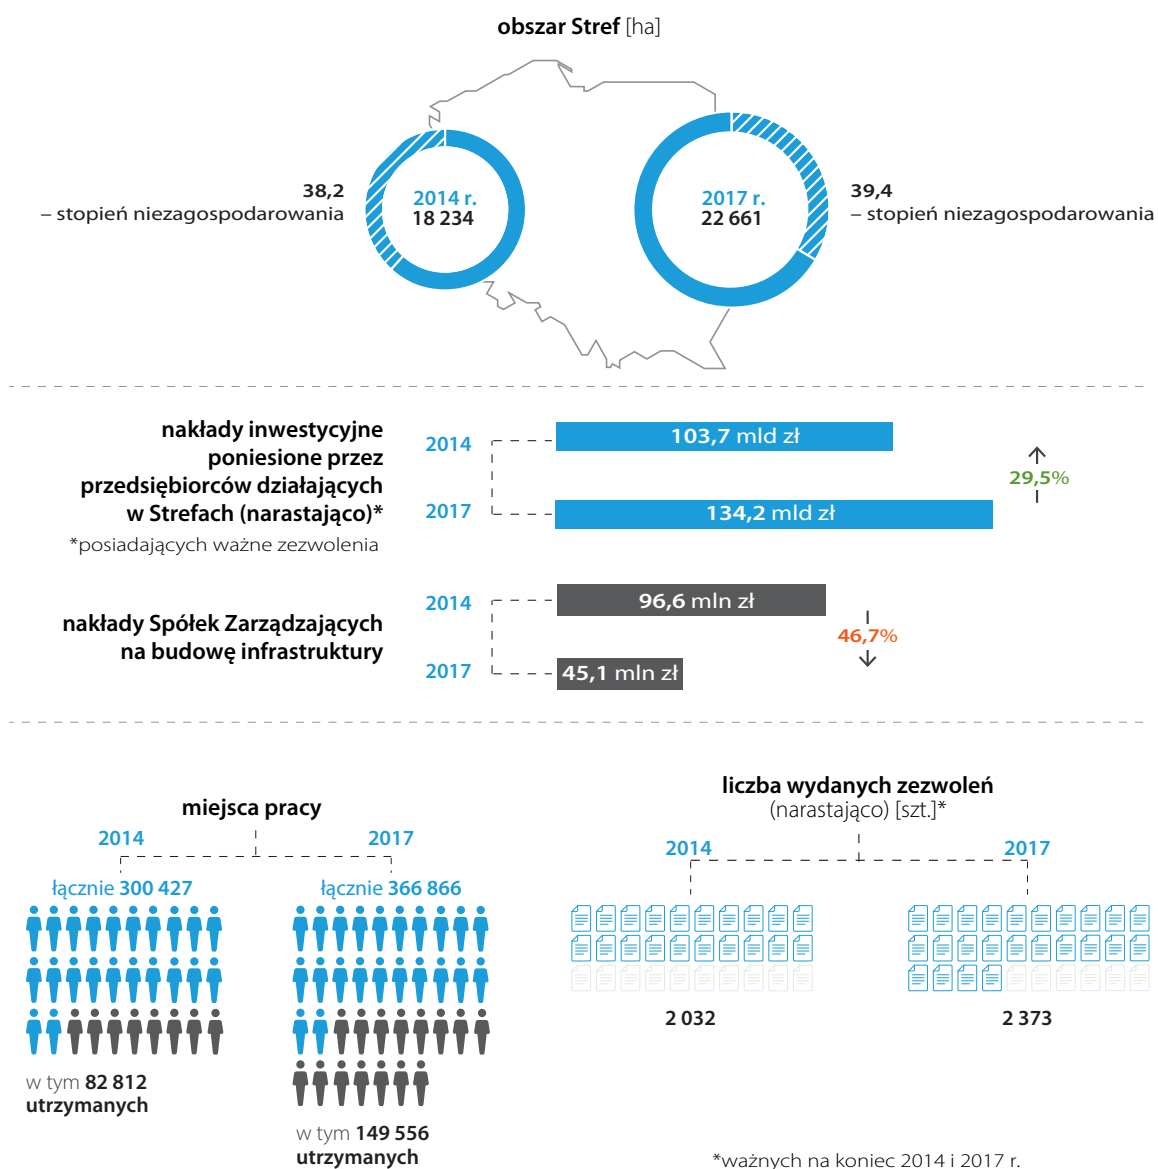 obszar Stref [ha]
38,2
– stopień niezagospodarowania
2014 r.
18 234
2017 r.
22 661
39,4
– stopień niezagospodarowania
nakłady inwestycyjne
poniesione przez
przedsiębiorców działających
w Strefach (narastająco)*
*posiadających ważne zezwolenia
2014
103,7 mld zł
2017
134,2 mld zł
29,5%
nakłady Spółek Zarządzających
na budowę infrastruktury
2014
96,6 mln zł
2017
45,1 mln zł
46,7%
miejsca pracy
2014
2017
łącznie 300 427
łącznie 366 866
w tym 82 812
utrzymanych
w tym 149 556
utrzymanych
liczba wydanych zezwoleń
(narastająco) [szt.]*
2014
2017
2 032
2 373
*ważnych na koniec 2014 i 2017 r.